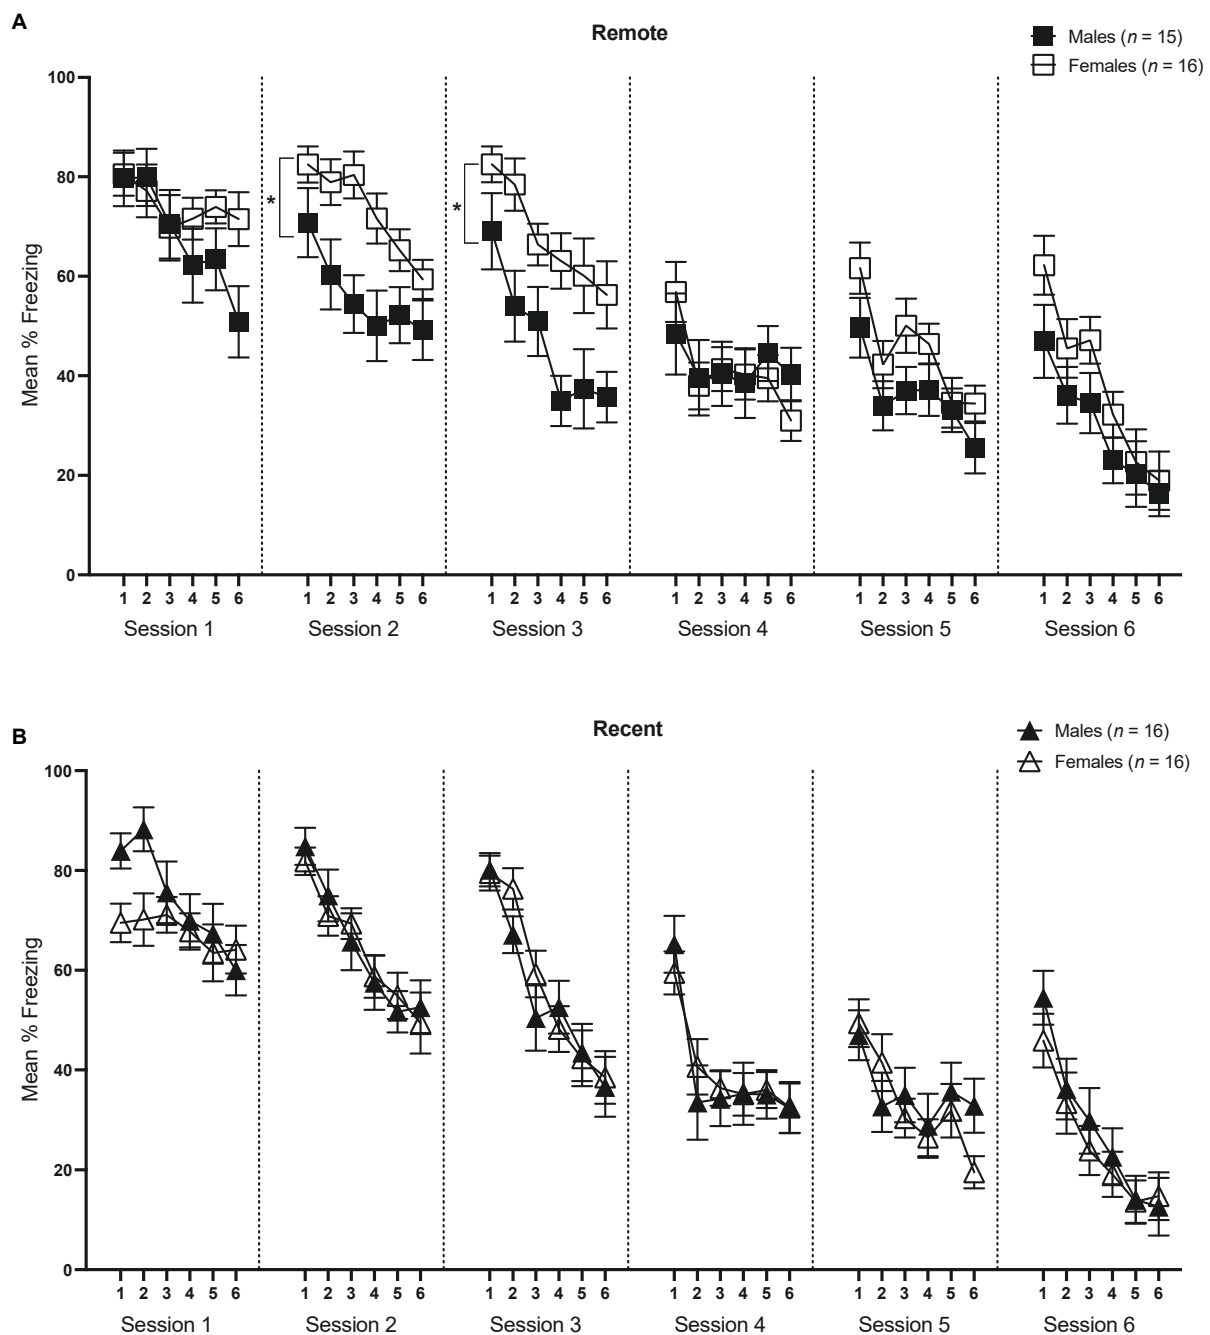 A
Remote
Males (n = 15)
Females (n = 16)
Mean % Freezing
100
80
60
40
20
0
*
*
1 2 3 4 5 6 1 2 3 4 5 6 1 2 3 4 5 6 1 2 3 4 5 6 1 2 3 4 5 6 1 2 3 4 5 6
Session 1 Session 2 Session 3 Session 4 Session 5 Session 6
B
Recent
Males (n = 16)
Females (n = 16)
Mean % Freezing
100
80
60
40
20
0
1 2 3 4 5 6 1 2 3 4 5 6 1 2 3 4 5 6 1 2 3 4 5 6 1 2 3 4 5 6 1 2 3 4 5 6
Session 1 Session 2 Session 3 Session 4 Session 5 Session 6